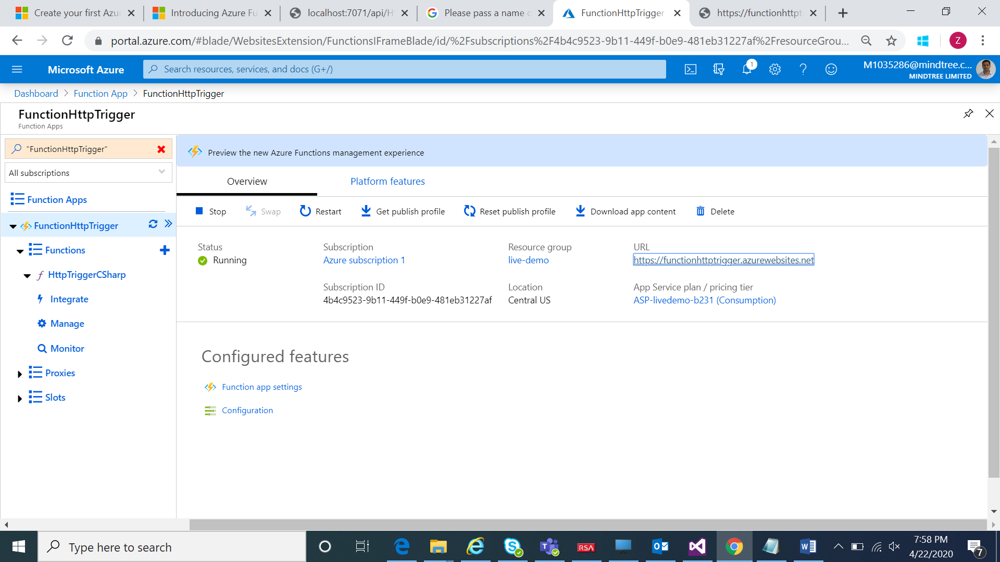 Create your first Azu
Introducing Azure Fu
localhost:7071/api/H
Please pass a name o
FunctionHttpTrigger
https://functionhttpt
portal.azure.com/#blade/WebsitesExtension/FunctionsIFrameBlade/id/%2Fsubscriptions%2F4b4c9523-9b11-449f-b0e9-481eb31227af%2FresourceGrou...
Z
Microsoft Azure
Search resources, services, and docs (G+/)
1
M1035286@mindtree.c...
MINDTREE LIMITED
Dashboard > Function App > FunctionHttpTrigger
FunctionHttpTrigger
Function Apps
"FunctionHttpTrigger"
All subscriptions
Function Apps
FunctionHttpTrigger
Functions
HttpTriggerCSharp
Integrate
Manage
Monitor
Proxies
Slots
Preview the new Azure Functions management experience
Overview
Platform features
Stop
Swap
Restart
Get publish profile
Reset publish profile
Download app content
Delete
Status
Running
Subscription
Azure subscription 1
Resource group
live-demo
URL
https://functionhttptrigger.azurewebsites.net
Subscription ID
4b4c9523-9b11-449f-b0e9-481eb31227af
Location
Central US
App Service plan / pricing tier
ASP-livedemo-b231 (Consumption)
Configured features
Function app settings
Configuration
Type here to search
RSA
7:58 PM
4/22/2020
7